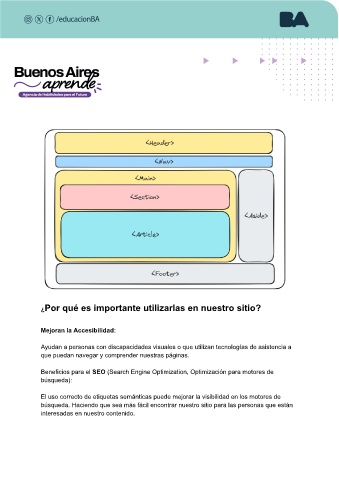 /educacionBA
BA
Buenos Aires
aprende
Agencia de Habilidades para el Futuro
<Header>
<Nav>
<Main>
<Section>
<Aside>
<Article>
<Footer>
¿Por qué es importante utilizarlas en nuestro sitio?
Mejoran la Accesibilidad:
Ayudan a personas con discapacidades visuales o que utilizan tecnologías de asistencia a
que puedan navegar y comprender nuestras páginas.
Beneficios para el SEO (Search Engine Optimization, Optimización para motores de
búsqueda):
El uso correcto de etiquetas semánticas puede mejorar la visibilidad en los motores de
búsqueda. Haciendo que sea más fácil encontrar nuestro sitio para las personas que están
interesadas en nuestro contenido.